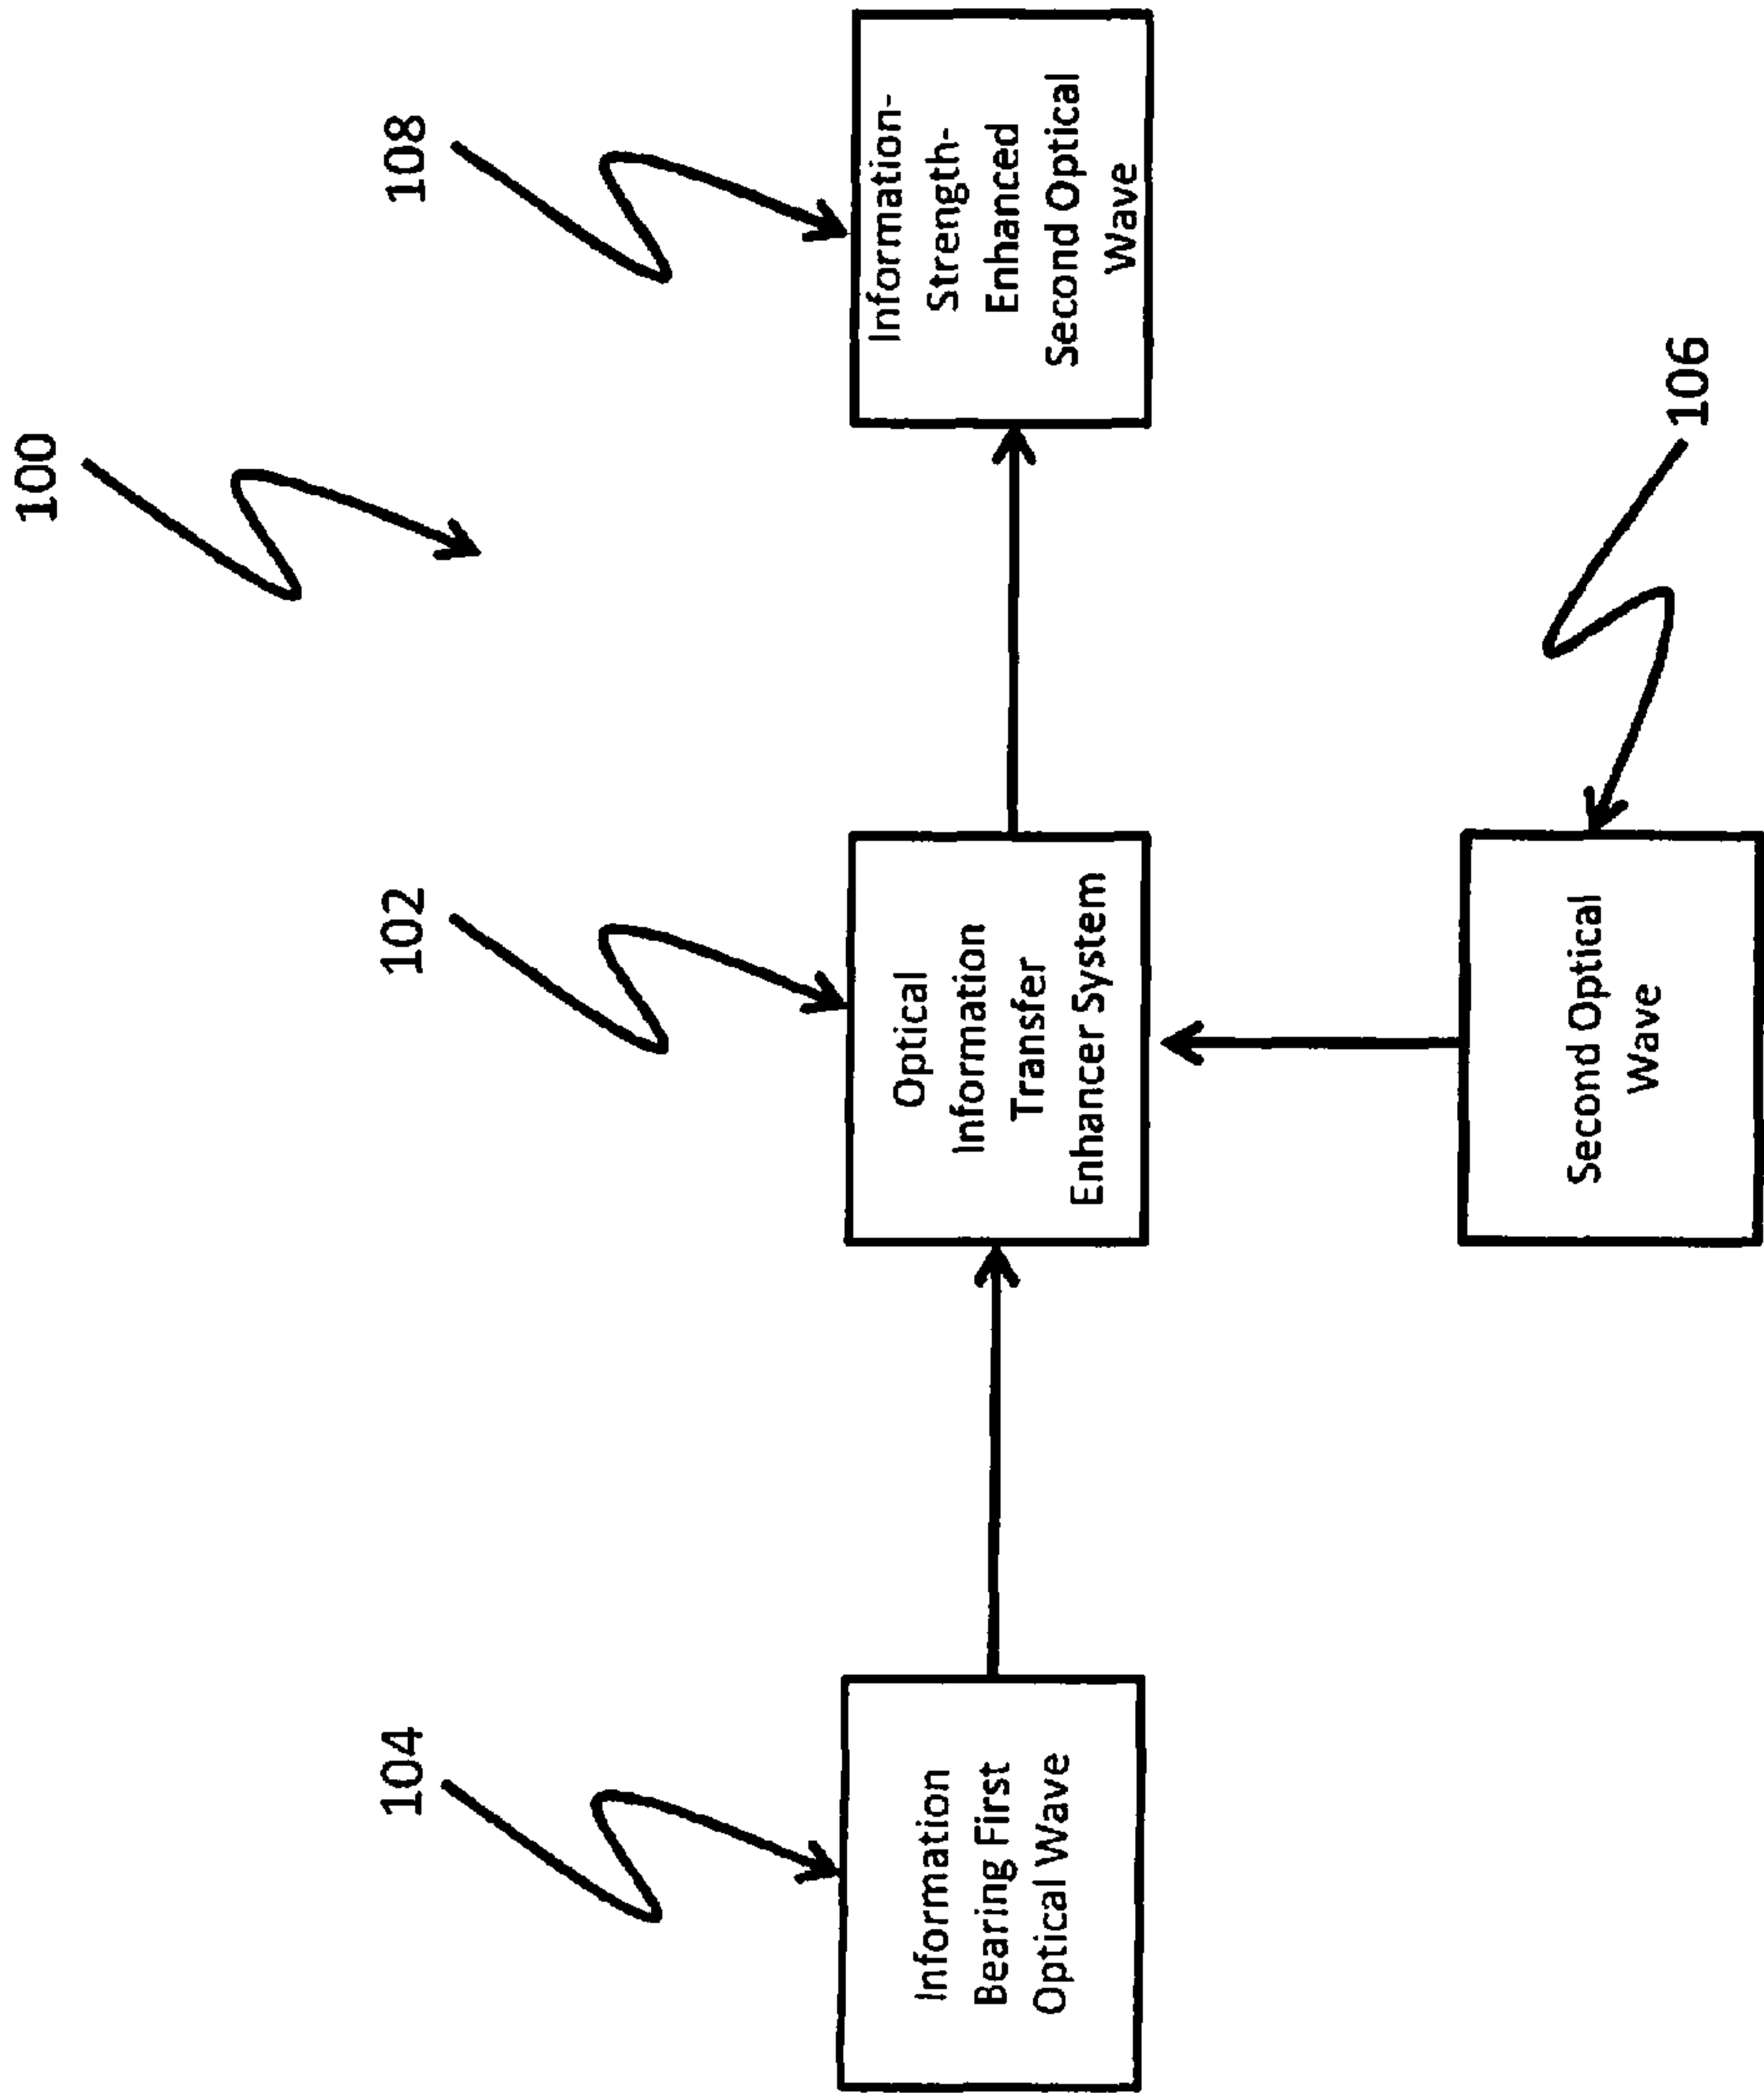 100
104
102
108
Information
Bearing First
Optical Wave
Optical
Information
Transfer
Enhancer System
Information-
Strength-
Enhanced
Second Optical
Wave
Second Optical
Wave
106